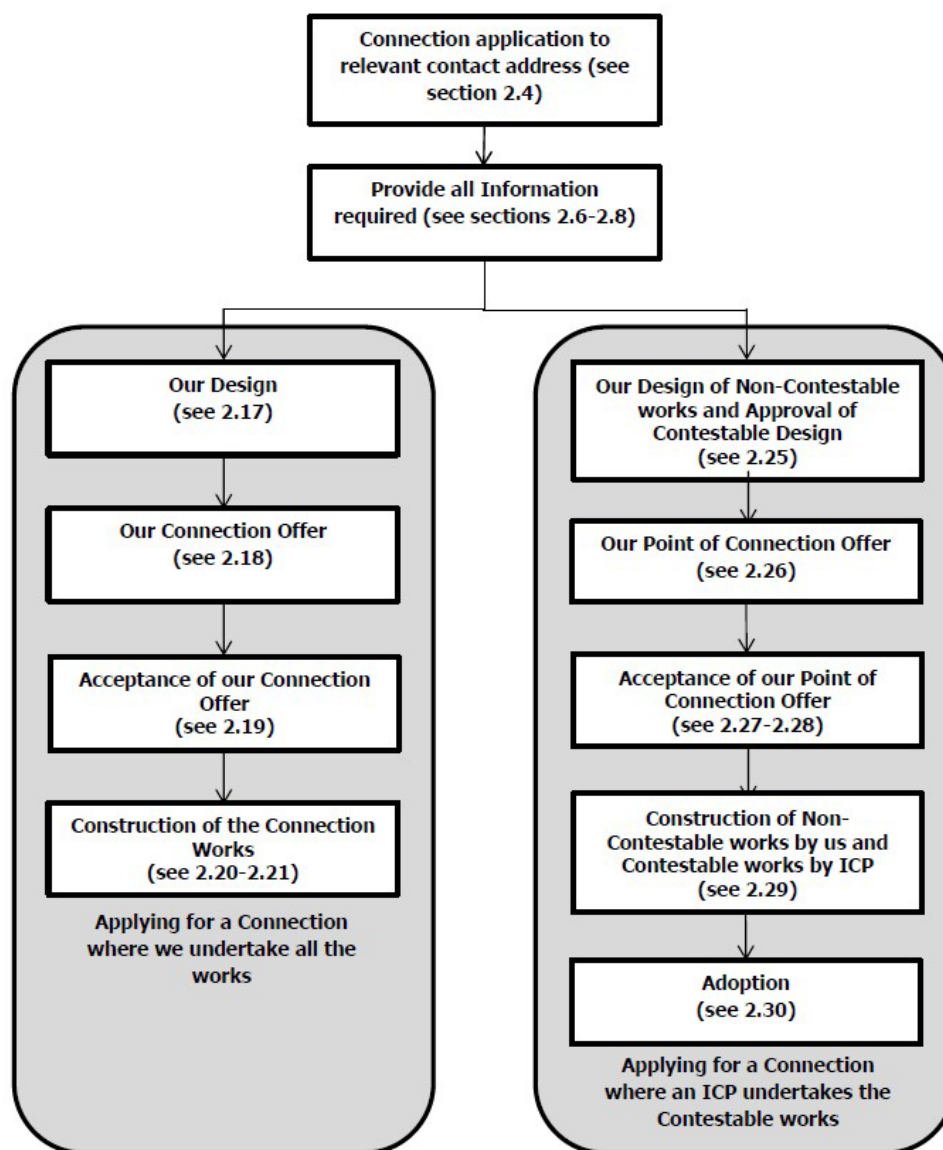 Connection application to
relevant contact address (see
section 2.4)
Provide all Information
required (see sections 2.6-2.8)
Our Design
(see 2.17)
Our Connection Offer
(see 2.18)
Acceptance of our Connection
Offer
(see 2.19)
Construction of the Connection
Works
(see 2.20-2.21)
Applying for a Connection
where we undertake all the
works
Our Design of Non-Contestable
works and Approval of
Contestable Design
(see 2.25)
Our Point of Connection Offer
(see 2.26)
Acceptance of our Point of
Connection Offer
(see 2.27-2.28)
Construction of Non-
Contestable works by us and
Contestable works by ICP
(see 2.29)
Adoption
(see 2.30)
Applying for a Connection
where an ICP undertakes the
Contestable works